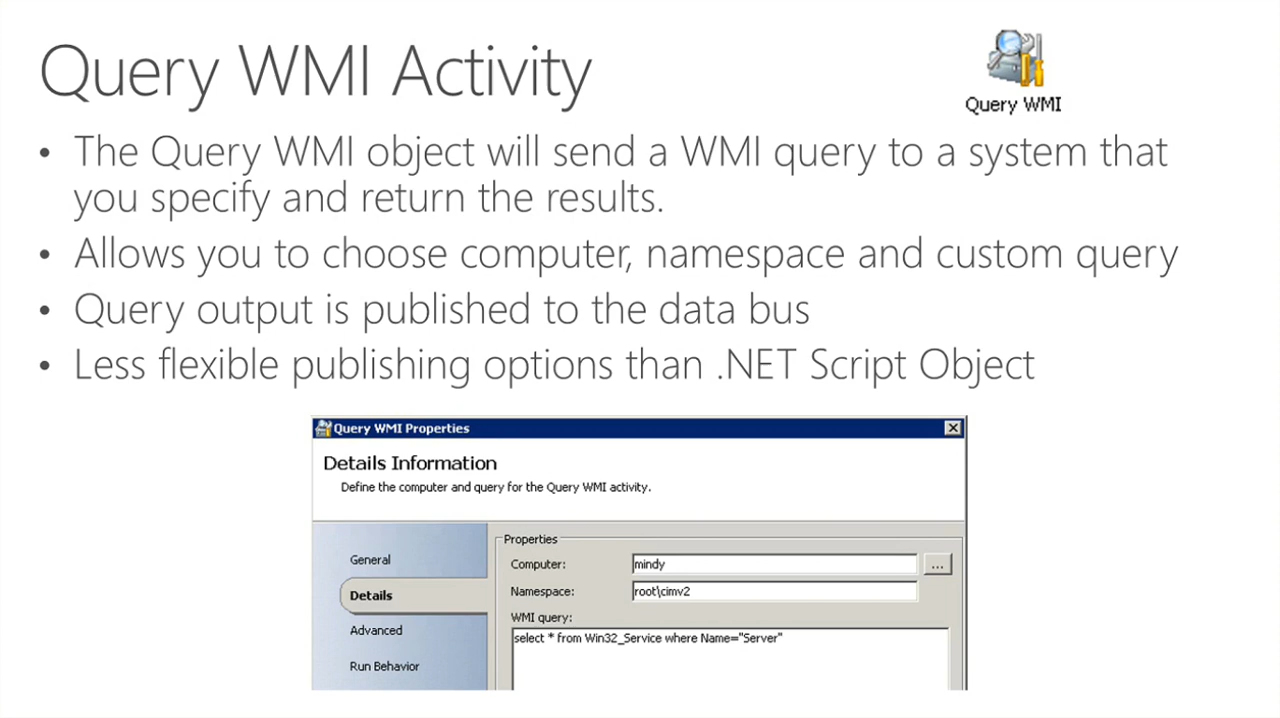 Query WMI Activity
Query WMI
• The Query WMI object will send a WMI query to a system that
you specify and return the results.
• Allows you to choose computer, namespace and custom query
• Query output is published to the data bus
• Less flexible publishing options than .NET Script Object
Query WMI Properties
Details Information
Define the computer and query for the Query WMI activity.
General
Details
Advanced
Run Behavior
Properties
Computer: mindy ...
Namespace: root\cimv2
WMI query:
select * from Win32_Service where Name="Server"